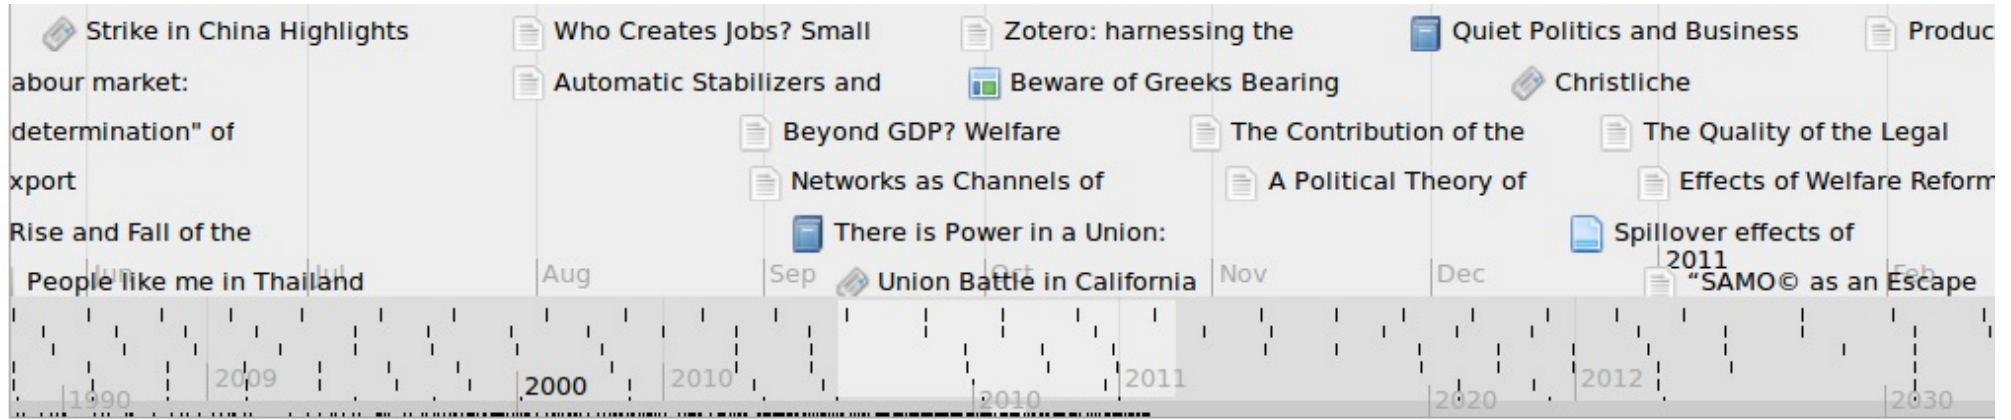 Strike in China Highlights Who Creates Jobs? Small Zotero: harnessing the Quiet Politics and Business Produc
abour market: Automatic Stabilizers and Beware of Greeks Bearing Christliche
determination" of Beyond GDP? Welfare The Contribution of the The Quality of the Legal
xport Networks as Channels of A Political Theory of Effects of Welfare Reform
Rise and Fall of the There is Power in a Union: Spillover effects of
Jun Jul Aug Sep Oct Nov Dec 2011 Feb
People like me in Thailand Union Battle in California “SAMO© as an Escape
2009 2010 2011 2012
1990 2000 2010 2020 2030